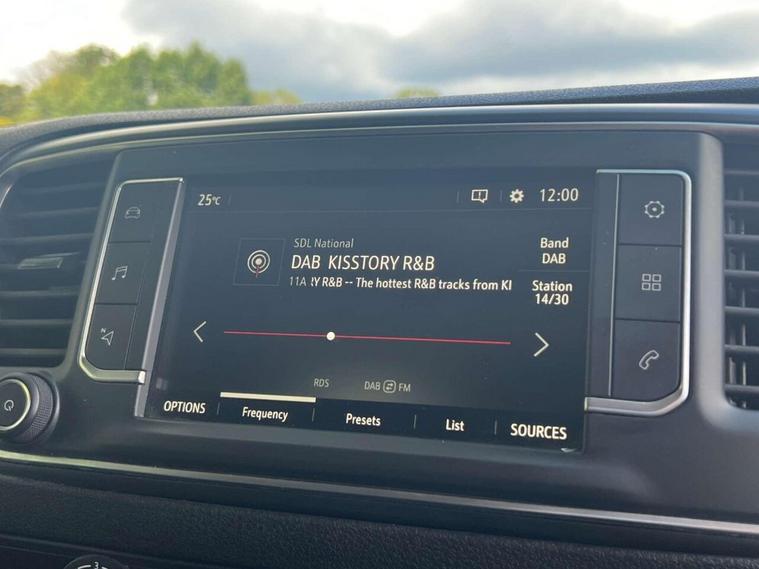 25°C
12:00
SDL National
DAB KISSTORY R&B
11A !Y R&B -- The hottest R&B tracks from KI
Band
DAB
Station
14/30
N
RDS
DAB FM
OPTIONS
Frequency
Presets
List
SOURCES
3